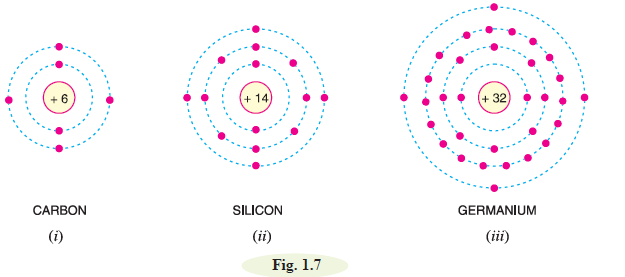 + 6 + 14 + 32
CARBON SILICON GERMANIUM
(i) (ii) (iii)
Fig. 1.7